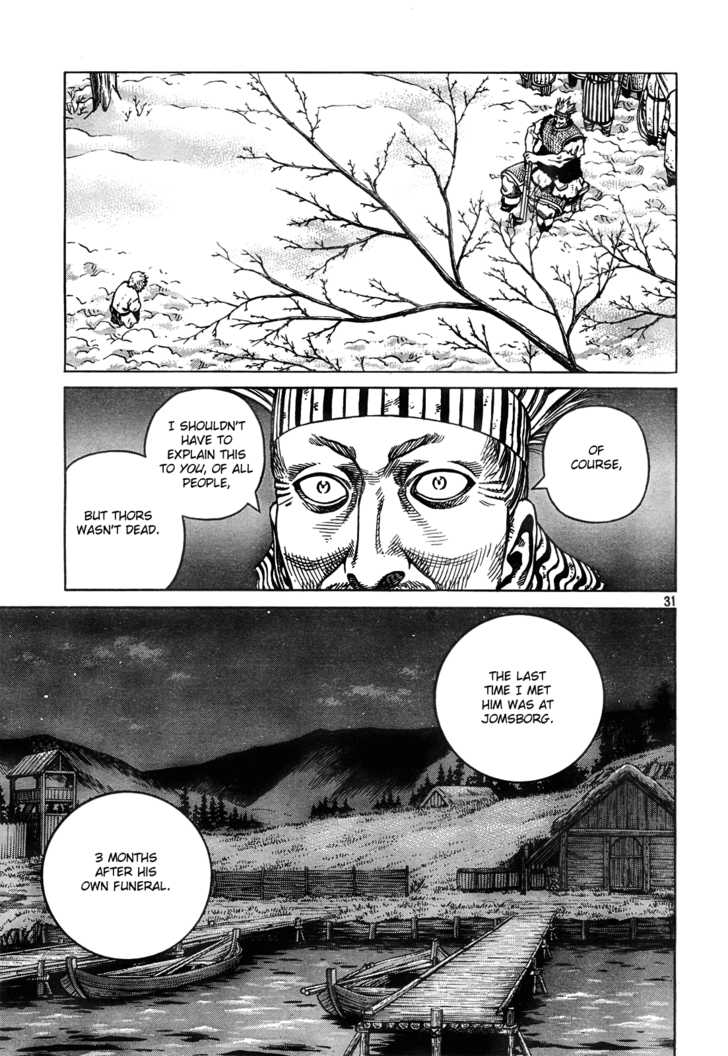 OF
COURSE,
I SHOULDN'T
HAVE TO
EXPLAIN THIS
TO YOU, OF ALL
PEOPLE,
BUT THORS
WASN'T DEAD.
31
THE LAST
TIME I MET
HIM WAS AT
JOMSBORG.
3 MONTHS
AFTER HIS
OWN FUNERAL.